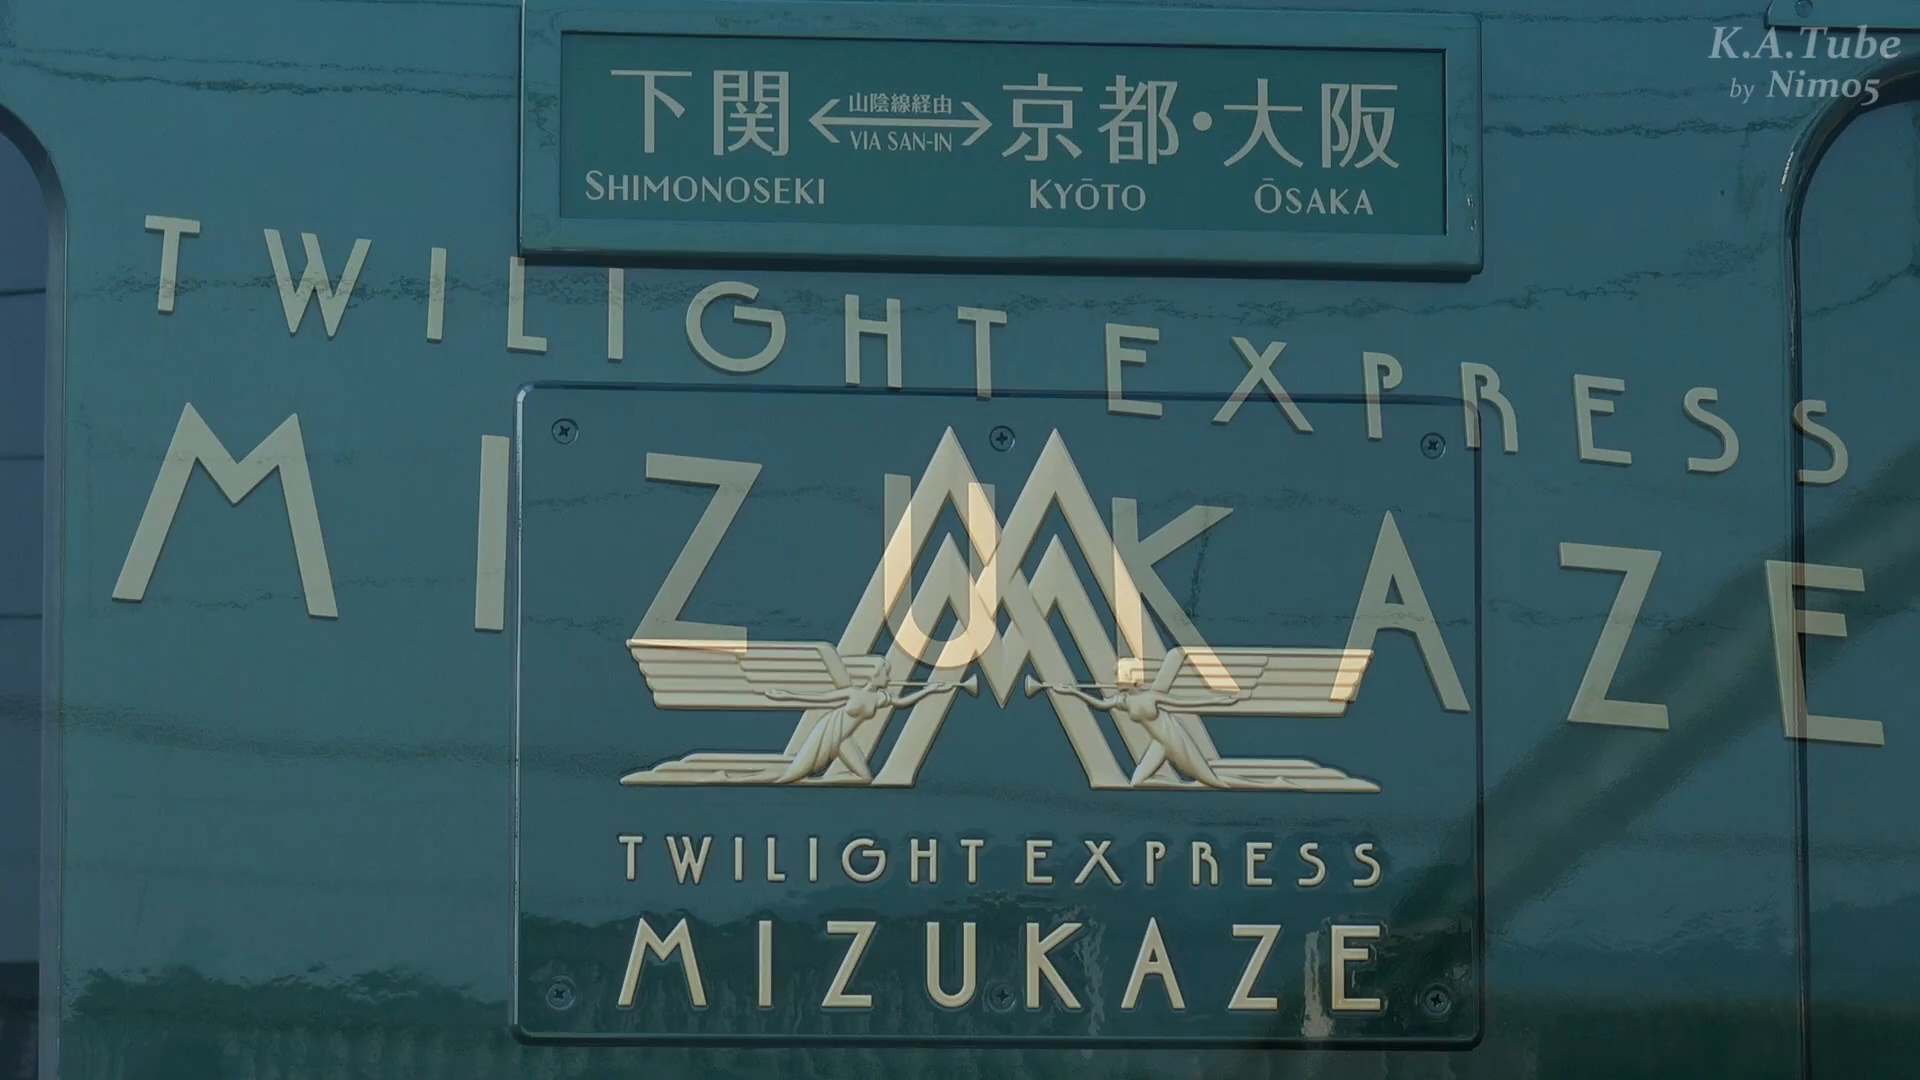 K.A.Tube
by Nimo5
下関 山陰線経由 京都・大阪
SHIMONOSEKI VIA SAN-IN KYŌTO ŌSAKA
TWILIGHT EXPRESS
MIZUKAZE
TWILIGHT EXPRESS
MIZUKAZE